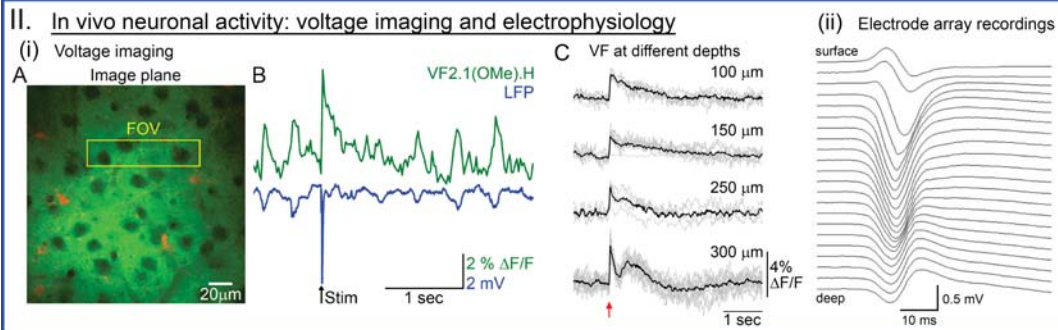 II. In vivo neuronal activity: voltage imaging and electrophysiology
(i) Voltage imaging
A
Image plane
FOV
20μm
B
VF2.1(OMe).H
LFP
Stim
2 % ΔF/F
2 mV
1 sec
C
VF at different depths
100 μm
150 μm
250 μm
300 μm
4%
ΔF/F
1 sec
(ii) Electrode array recordings
surface
deep
0.5 mV
10 ms